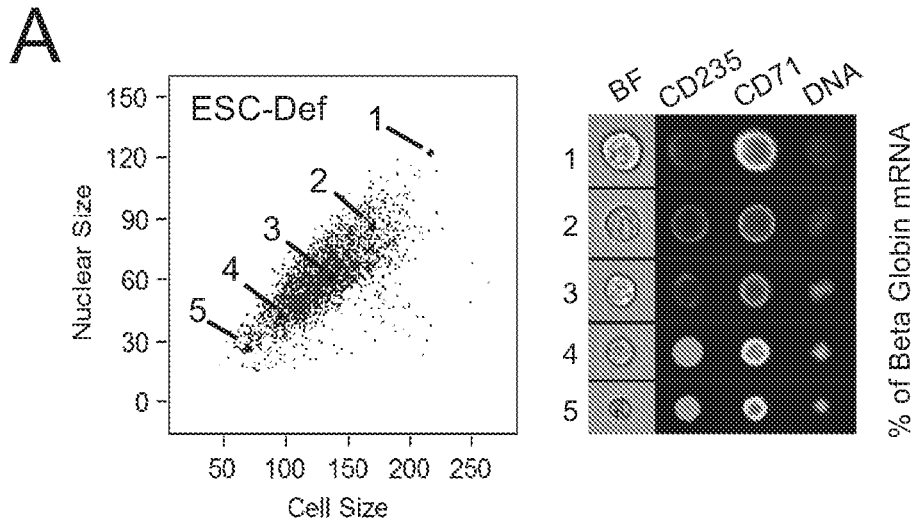 A
ESC-Def
150
120
90
60
30
0
Nuclear Size
50 100 150 200 250
Cell Size
1
2
3
4
5
BF CD235 CD71 DNA
1
2
3
4
5
% of Beta Globin mRNA